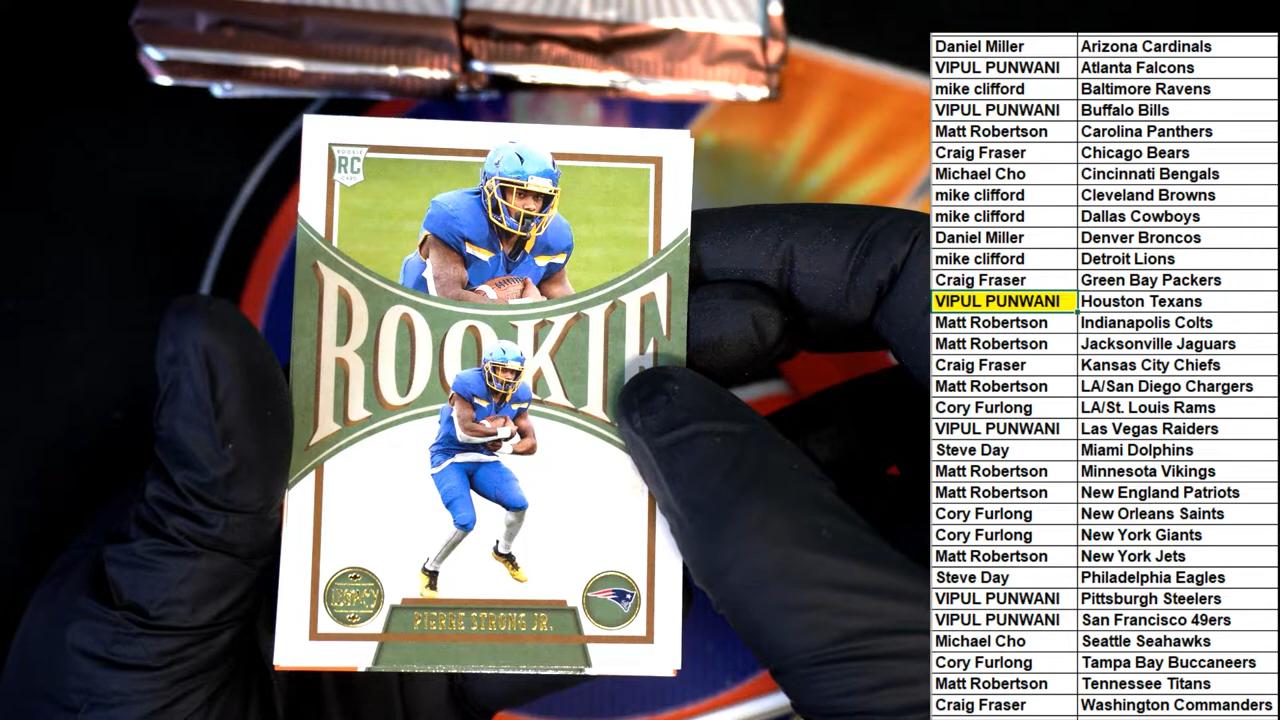 ROOKIE
RC
CARD
ROOKIE
LEGACY
PIERRE STRONG JR.
Daniel Miller Arizona Cardinals
VIPUL PUNWANI Atlanta Falcons
mike clifford Baltimore Ravens
VIPUL PUNWANI Buffalo Bills
Matt Robertson Carolina Panthers
Craig Fraser Chicago Bears
Michael Cho Cincinnati Bengals
mike clifford Cleveland Browns
mike clifford Dallas Cowboys
Daniel Miller Denver Broncos
mike clifford Detroit Lions
Craig Fraser Green Bay Packers
VIPUL PUNWANI Houston Texans
Matt Robertson Indianapolis Colts
Matt Robertson Jacksonville Jaguars
Craig Fraser Kansas City Chiefs
Matt Robertson LA/San Diego Chargers
Cory Furlong LA/St. Louis Rams
VIPUL PUNWANI Las Vegas Raiders
Steve Day Miami Dolphins
Matt Robertson Minnesota Vikings
Matt Robertson New England Patriots
Cory Furlong New Orleans Saints
Cory Furlong New York Giants
Matt Robertson New York Jets
Steve Day Philadelphia Eagles
VIPUL PUNWANI Pittsburgh Steelers
VIPUL PUNWANI San Francisco 49ers
Michael Cho Seattle Seahawks
Cory Furlong Tampa Bay Buccaneers
Matt Robertson Tennessee Titans
Craig Fraser Washington Commanders